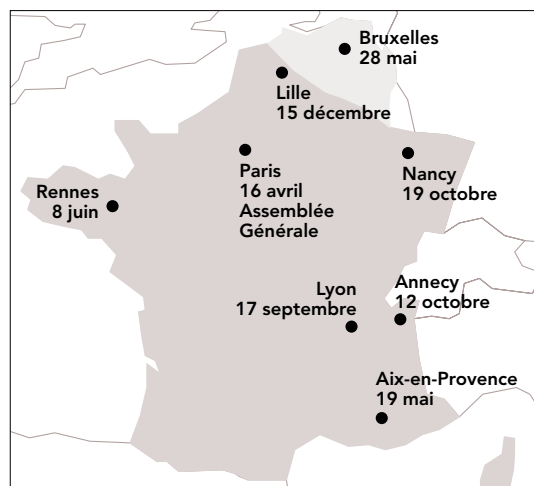 Bruxelles
28 mai
Lille
15 décembre
Paris
16 avril
Assemblée
Générale
Nancy
19 octobre
Rennes
8 juin
Lyon
17 septembre
Annecy
12 octobre
Aix-en-Provence
19 mai